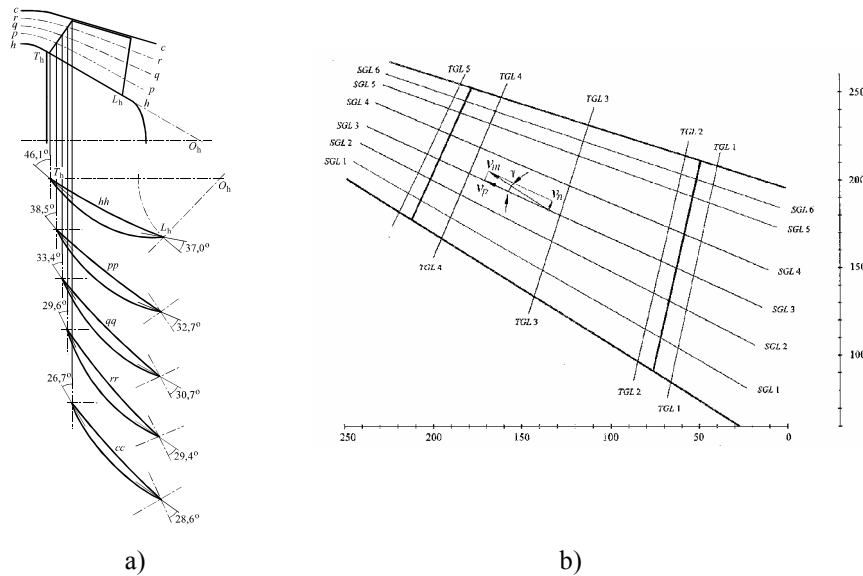 c
r
q
p
h
T_h
c
r
q
p
L_h
h
O_h
46,1°
T_h
O_h
hh
L_h
38,5°
37,0°
pp
33,4°
32,7°
29,6°
qq
30,7°
26,7°
rr
29,4°
cc
28,6°
a)
SGL 6
SGL 5
SGL 4
SGL 3
SGL 2
SGL 1
TGL 5
TGL 4
TGL 3
TGL 2
TGL 1
V_m
γ
V_p
V_n
SGL 6
SGL 5
SGL 4
SGL 3
SGL 2
SGL 1
TGL 4
TGL 3
TGL 2
TGL 1
250
200
150
100
250 200 150 100 50 0
b)